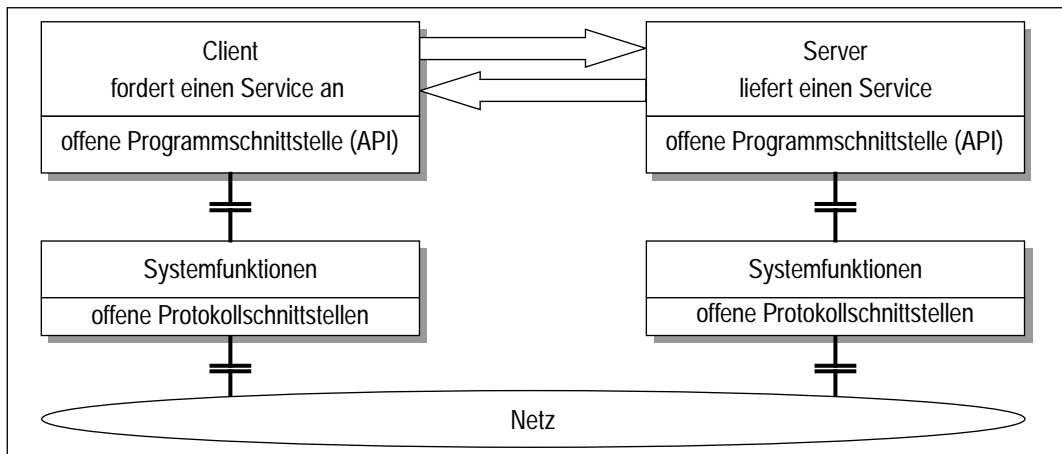 Client
fordert einen Service an
offene Programmschnittstelle (API)
Server
liefert einen Service
offene Programmschnittstelle (API)
Systemfunktionen
offene Protokollschnittstellen
Systemfunktionen
offene Protokollschnittstellen
Netz